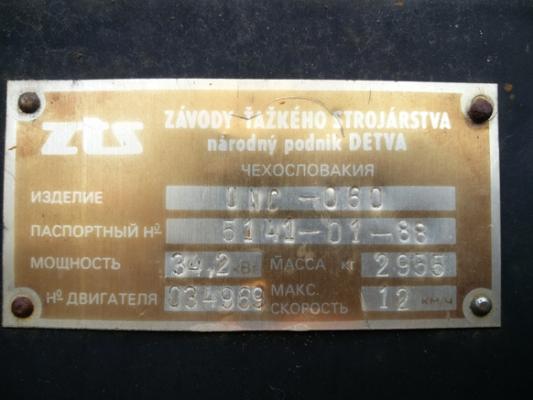 zts
ZÁVODY ŤAŽKÉHO STROJÁRSTVA
národný podnik DETVA
ЧЕХОСЛОВАКИЯ
ИЗДЕЛИЕ UNC-060
ПАСПОРТНЫЙ № 5141-01-88
МОЩНОСТЬ 34,2 кВт МАССА кг 2955
№ ДВИГАТЕЛЯ 034969 МАКС. СКОРОСТЬ 12 км/ч